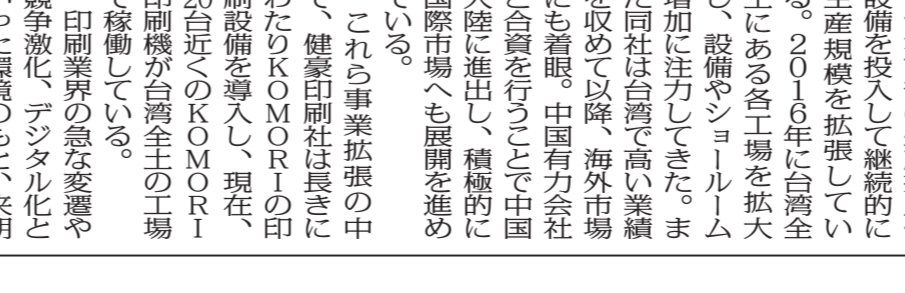 設備を投入して継続的に
生産規模を拡張してい
る。2016年に台湾全
土にある各工場を拡大
し、設備やショールーム
増加に注力してきた。ま
た同社は台湾で高い業績
を収めて以降、海外市場
にも着眼。中国有力会社
と合資を行うことで中国
大陸に進出し、積極的に
国際市場へも展開を進め
ている。
これら事業拡張の中
で、健豪印刷社は長きに
わたりKOMORIの印
刷設備を導入し、現在、
20台近くのKOMORI
印刷機が台湾全土の工場
で稼働している。
印刷業界の急な変遷や
競争激化、デジタル化と
った環境のもと、